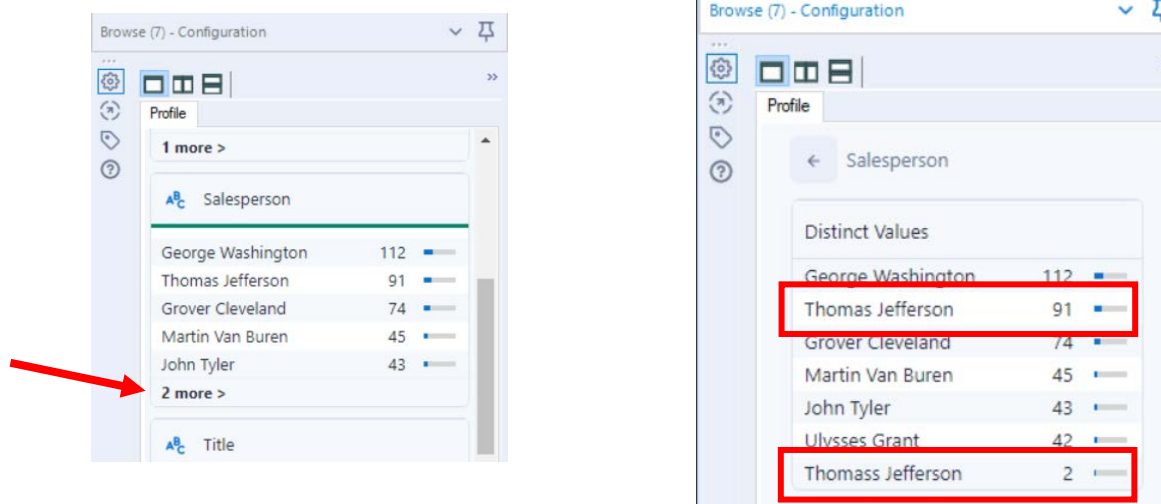 Browse (7) - Configuration
Profile
1 more >
ABC Salesperson
George Washington 112
Thomas Jefferson 91
Grover Cleveland 74
Martin Van Buren 45
John Tyler 43
2 more >
ABC Title
Browse (7) - Configuration
Profile
Salesperson
Distinct Values
George Washington 112
Thomas Jefferson 91
Grover Cleveland 74
Martin Van Buren 45
John Tyler 43
Ulysses Grant 42
Thomass Jefferson 2